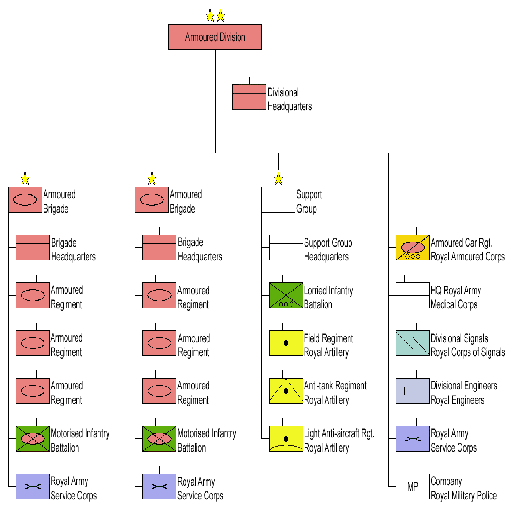 Armoured Division
Divisional
Headquarters
Armoured
Brigade
Brigade
Headquarters
Armoured
Regiment
Armoured
Regiment
Armoured
Regiment
Motorised Infantry
Battalion
Royal Army
Service Corps
Armoured
Brigade
Brigade
Headquarters
Armoured
Regiment
Armoured
Regiment
Armoured
Regiment
Motorised Infantry
Battalion
Royal Army
Service Corps
Support
Group
Support Group
Headquarters
Lorried Infantry
Battalion
Field Regiment
Royal Artillery
Anti-tank Regiment
Royal Artillery
Light Anti-aircraft Rgt.
Royal Artillery
Armoured Car Rgt.
Royal Armoured Corps
HQ Royal Army
Medical Corps
Divisional Signals
Royal Corps of Signals
Divisional Engineers
Royal Engineers
Royal Army
Service Corps
MP
Company
Royal Military Police